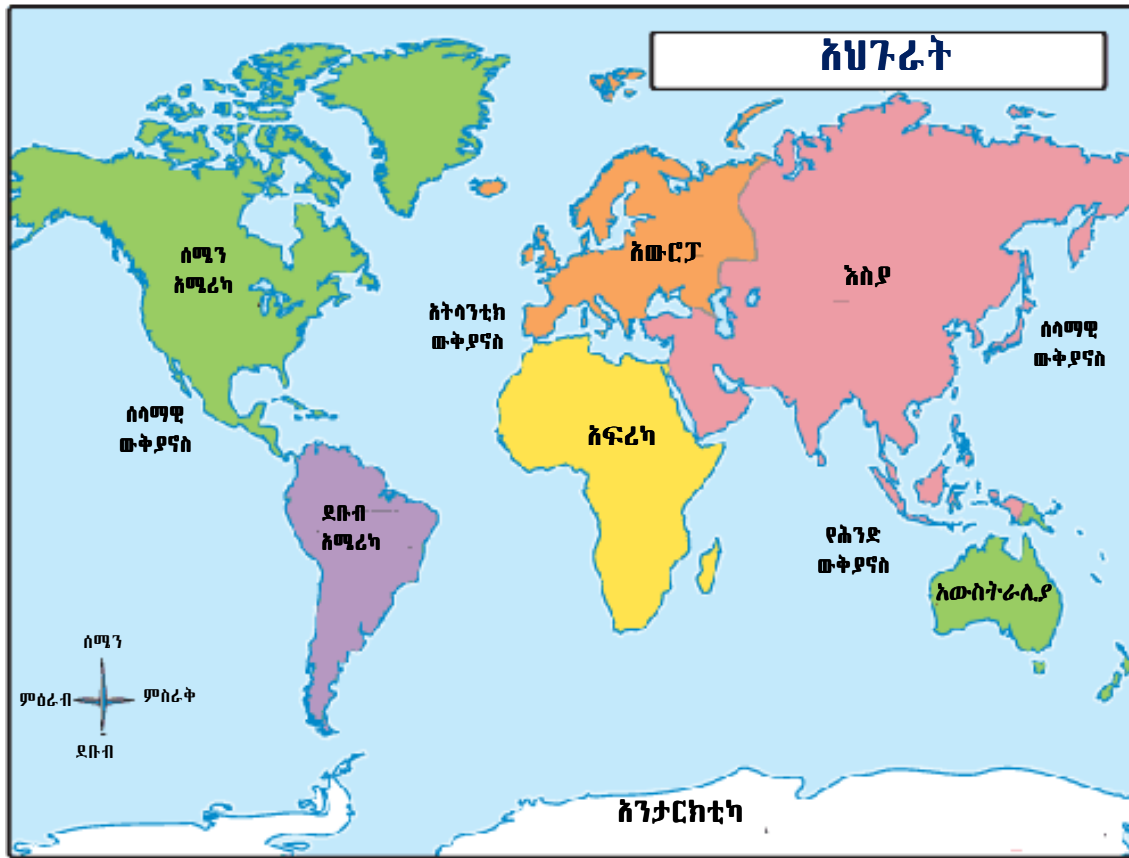 አህጉራት
ሰሜን
አሜሪካ
አውሮፓ
እስያ
አትላንቲክ
ውቅያኖስ
ሰላማዊ
ውቅያኖስ
ሰላማዊ
ውቅያኖስ
አፍሪካ
ደቡብ
አሜሪካ
የሕንድ
ውቅያኖስ
አውስትራሊያ
ሰሜን
ምዕራብ
ምስራቅ
ደቡብ
አንታርክቲካ